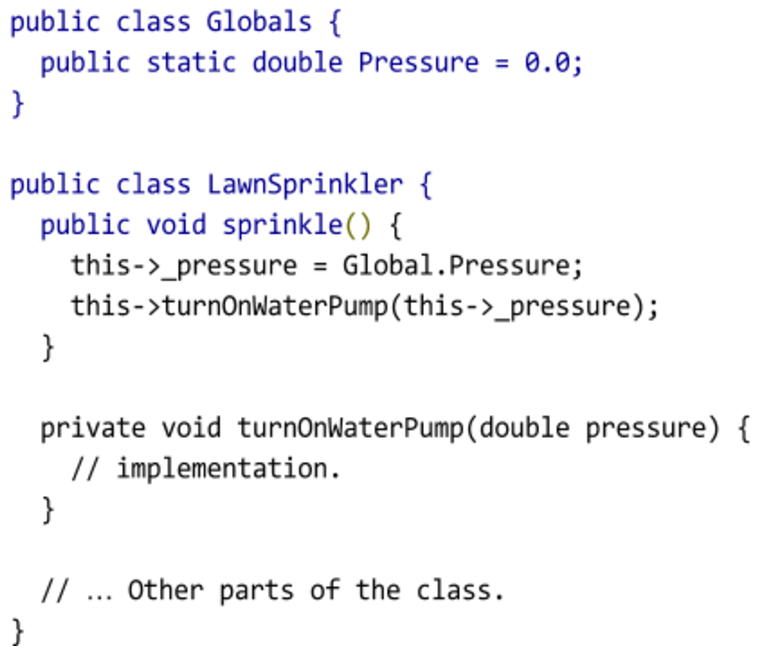 public class Globals {
public static double Pressure = 0.0;
}
public class LawnSprinkler {
public void sprinkle() {
this->_pressure = Global.Pressure;
this->turnOnWaterPump(this->_pressure);
}
private void turnOnWaterPump(double pressure) {
// implementation.
}
// … Other parts of the class.
}